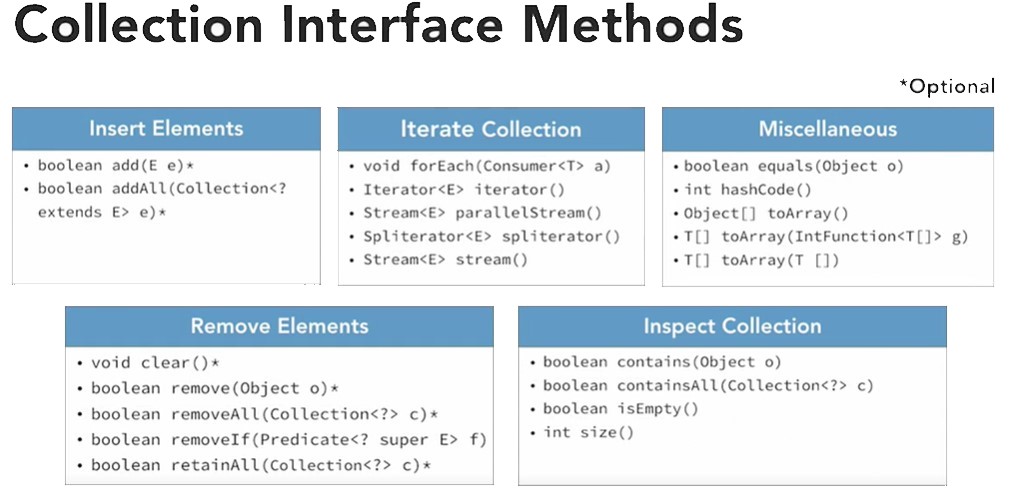 Collection Interface Methods
*Optional
Insert Elements
• boolean add(E e)*
• boolean addAll(Collection<?
extends E> e)*
Iterate Collection
• void forEach(Consumer<T> a)
• Iterator<E> iterator()
• Stream<E> parallelStream()
• Spliterator<E> spliterator()
• Stream<E> stream()
Miscellaneous
• boolean equals(Object o)
• int hashCode()
• Object[] toArray()
• T[] toArray(IntFunction<T[]> g)
• T[] toArray(T [])
Remove Elements
• void clear()*
• boolean remove(Object o)*
• boolean removeAll(Collection<?> c)*
• boolean removeIf(Predicate<? super E> f)
• boolean retainAll(Collection<?> c)*
Inspect Collection
• boolean contains(Object o)
• boolean containsAll(Collection<?> c)
• boolean isEmpty()
• int size()